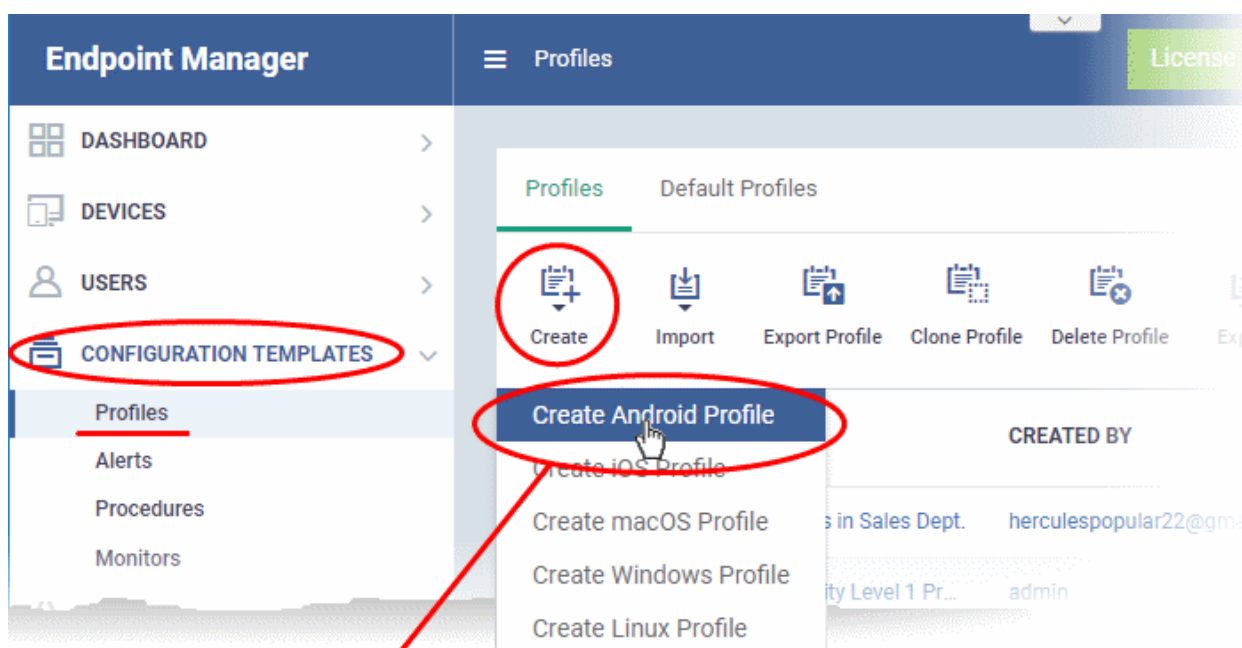 Endpoint Manager
Profiles
License
DASHBOARD
DEVICES
USERS
CONFIGURATION TEMPLATES
Profiles
Alerts
Procedures
Monitors
Profiles Default Profiles
Create Import Export Profile Clone Profile Delete Profile
Create Android Profile
Create iOS Profile
Create macOS Profile
Create Windows Profile
Create Linux Profile
CREATED BY
s in Sales Dept. herculespopular22@gm
ity Level 1 Pr... admin